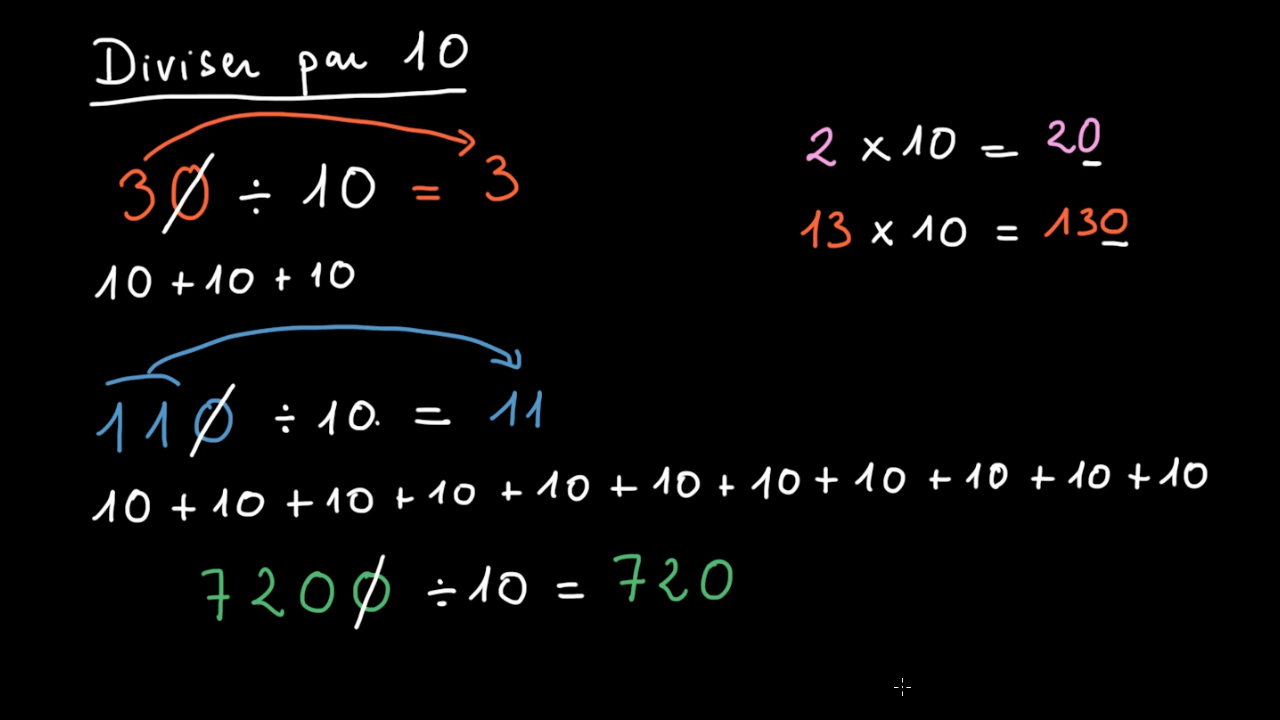 Diviser par 10
30 ÷ 10 = 3
10 + 10 + 10
110 ÷ 10. = 11
10 + 10 + 10 + 10 + 10 + 10 + 10 + 10 + 10 + 10 + 10
7200 ÷ 10 = 720
2 × 10 = 20
13 × 10 = 130